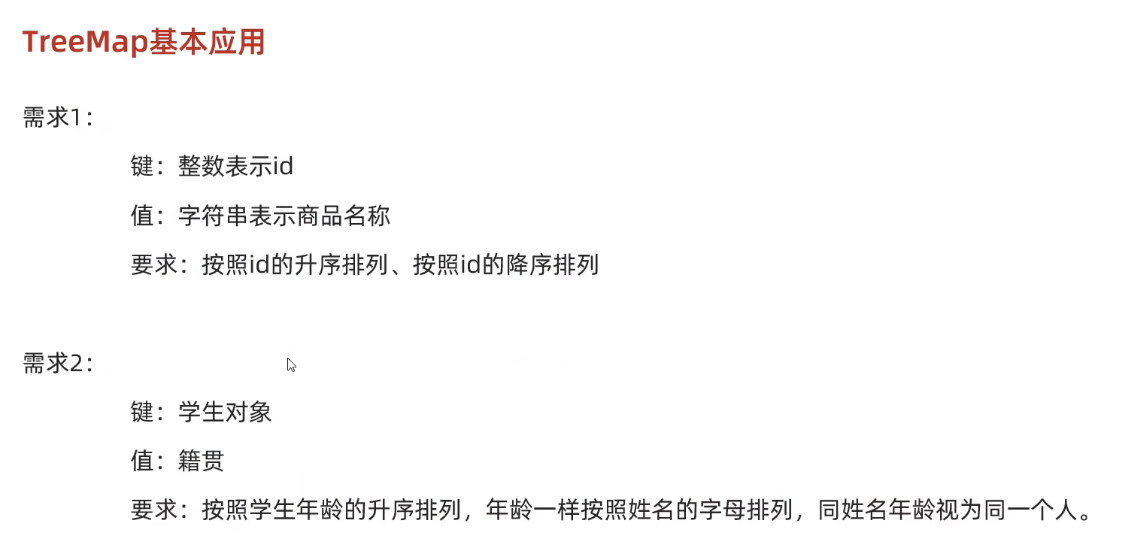 TreeMap基本应用
需求1：
键：整数表示id
值：字符串表示商品名称
要求：按照id的升序排列、按照id的降序排列
需求2：
键：学生对象
值：籍贯
要求：按照学生年龄的升序排列，年龄一样按照姓名的字母排列，同姓名年龄视为同一个人。